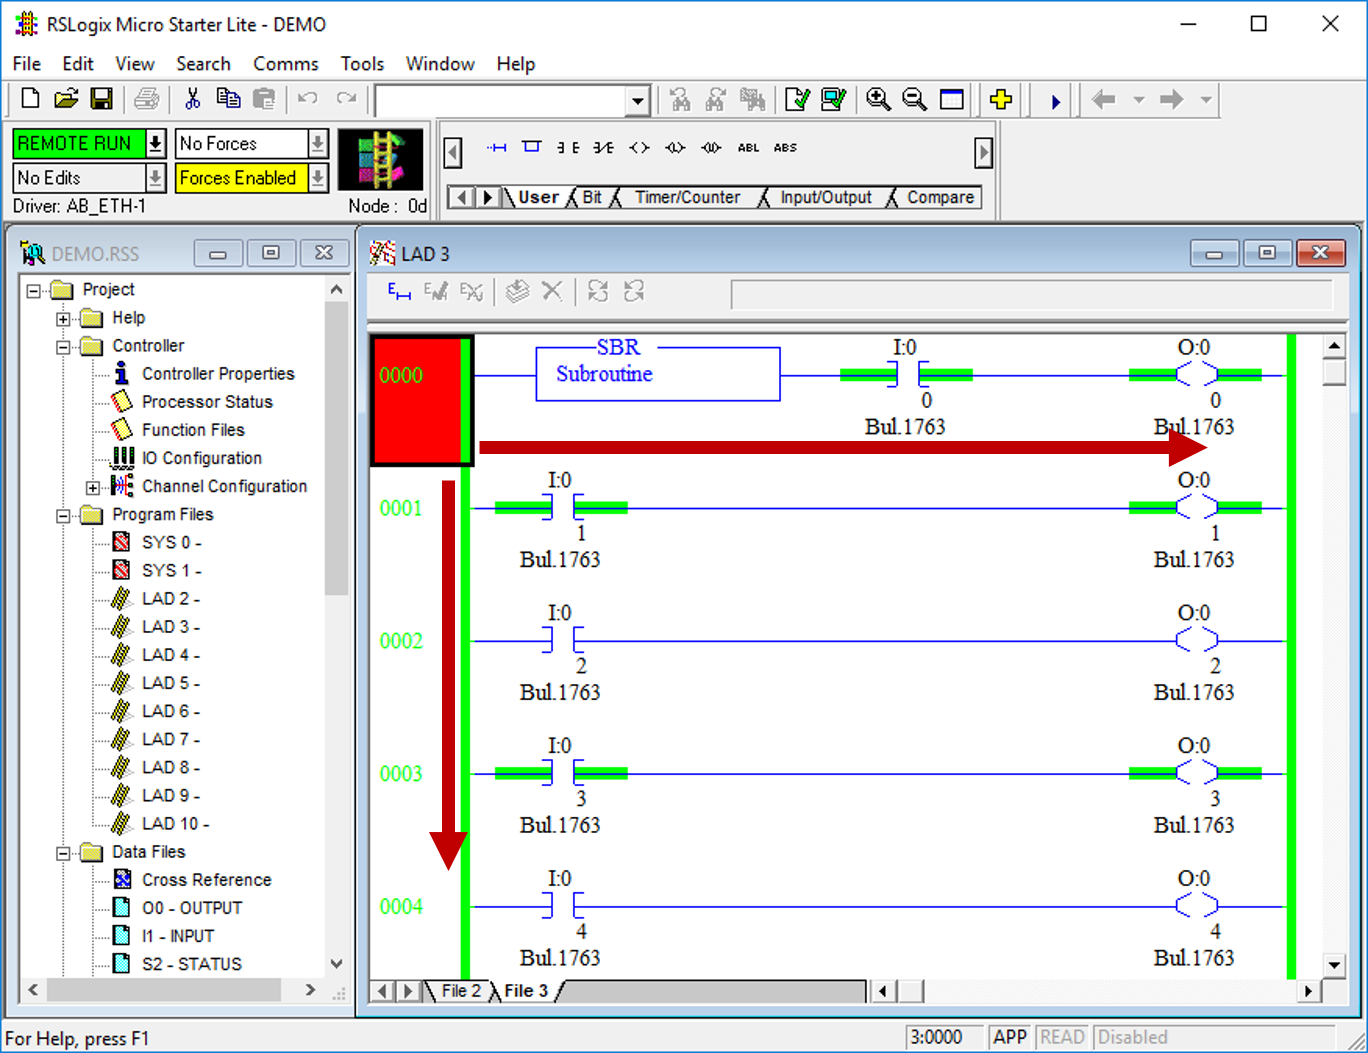 RSLogix Micro Starter Lite - DEMO
File Edit View Search Comms Tools Window Help
REMOTE RUN No Forces
No Edits Forces Enabled
Driver: AB_ETH-1 Node : 0d
ABL ABS
User Bit Timer/Counter Input/Output Compare
DEMO.RSS
Project
Help
Controller
Controller Properties
Processor Status
Function Files
IO Configuration
Channel Configuration
Program Files
SYS 0 -
SYS 1 -
LAD 2 -
LAD 3 -
LAD 4 -
LAD 5 -
LAD 6 -
LAD 7 -
LAD 8 -
LAD 9 -
LAD 10 -
Data Files
Cross Reference
O0 - OUTPUT
I1 - INPUT
S2 - STATUS
LAD 3
SBR I:0 O:0
0000 Subroutine
0 0
Bul.1763 Bul.1763
I:0 O:0
0001
1 1
Bul.1763 Bul.1763
I:0 O:0
0002
2 2
Bul.1763 Bul.1763
I:0 O:0
0003
3 3
Bul.1763 Bul.1763
I:0 O:0
0004
4 4
Bul.1763 Bul.1763
File 2 File 3
For Help, press F1 3:0000 APP READ Disabled